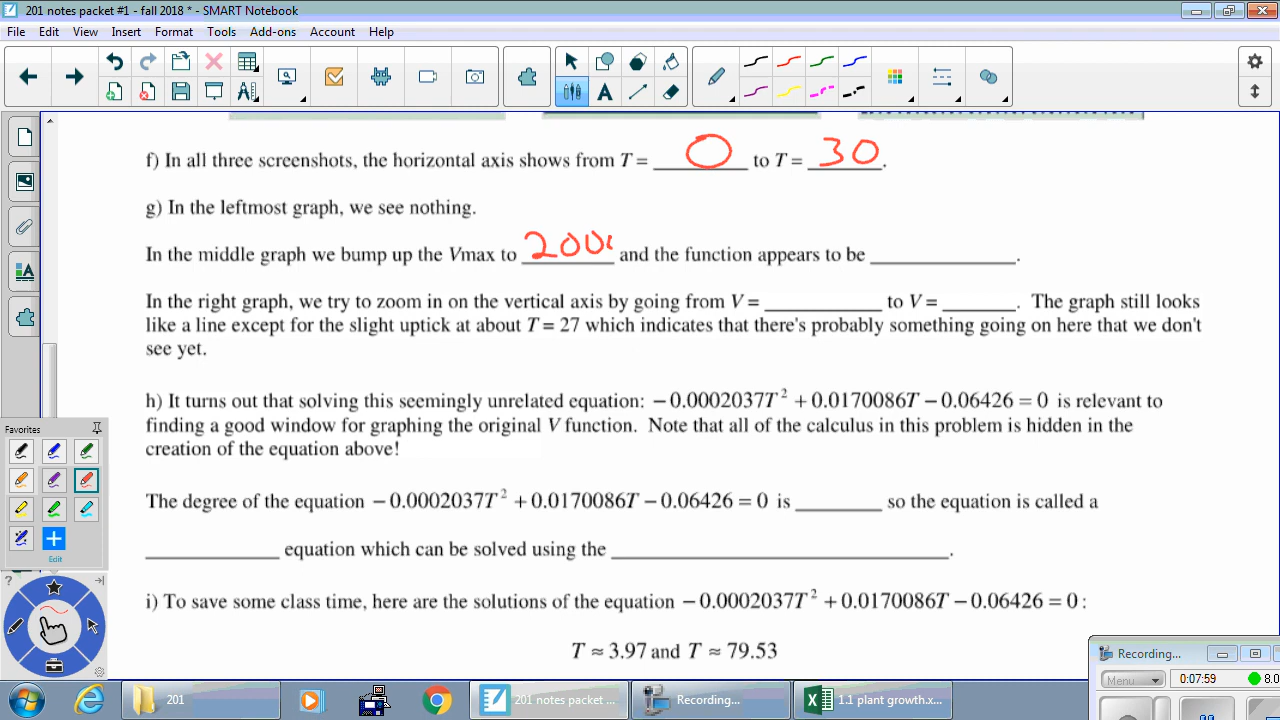 201 notes packet #1 - fall 2018 * - SMART Notebook
File Edit View Insert Format Tools Add-ons Account Help
f) In all three screenshots, the horizontal axis shows from T = 0 to T = 30.
g) In the leftmost graph, we see nothing.
In the middle graph we bump up the Vmax to 2000 and the function appears to be ______________.
In the right graph, we try to zoom in on the vertical axis by going from V = ___________ to V = _______. The graph still looks
like a line except for the slight uptick at about T = 27 which indicates that there's probably something going on here that we don't
see yet.
h) It turns out that solving this seemingly unrelated equation: −0.0002037T² + 0.0170086T − 0.06426 = 0 is relevant to
finding a good window for graphing the original V function. Note that all of the calculus in this problem is hidden in the
creation of the equation above!
The degree of the equation −0.0002037T² + 0.0170086T − 0.06426 = 0 is ________ so the equation is called a
_____________ equation which can be solved using the ________________________________.
i) To save some class time, here are the solutions of the equation −0.0002037T² + 0.0170086T − 0.06426 = 0 :
T ≈ 3.97 and T ≈ 79.53
Favorites
Edit
Recording...
Menu
0:07:59
8.0
201
201 notes packet ...
Recording...
1.1 plant growth.x...